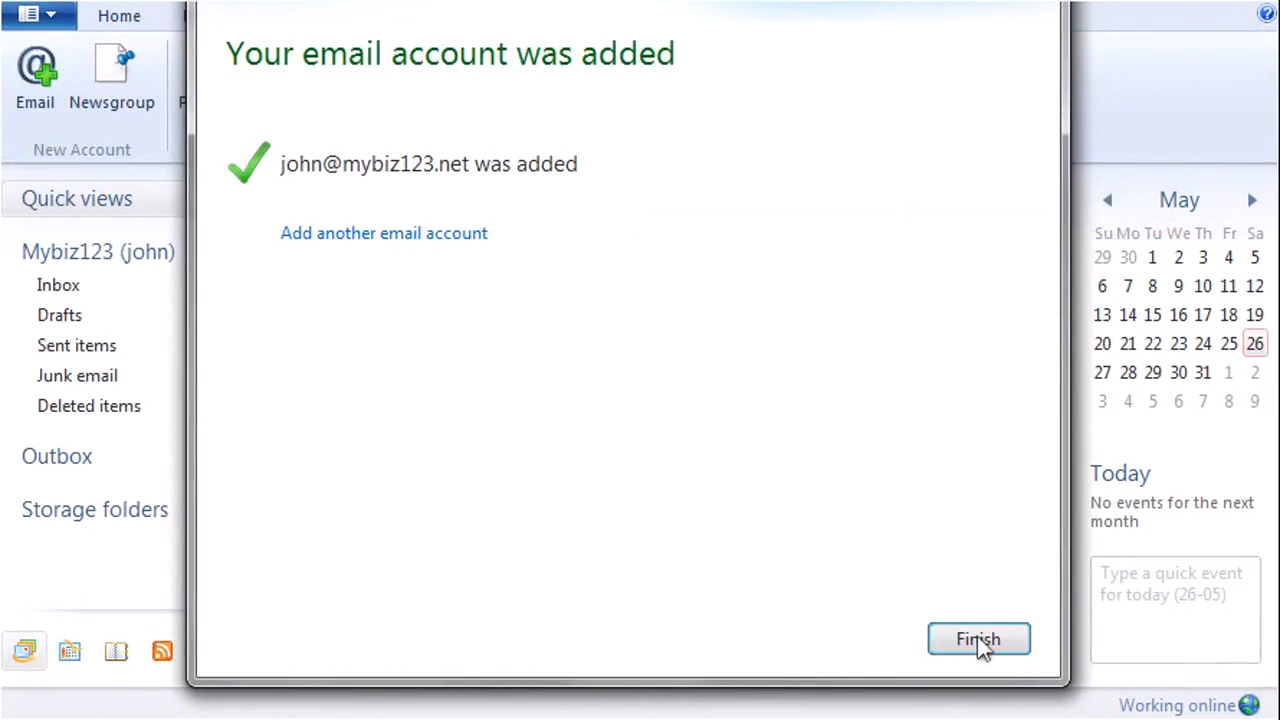 Home
Email
Newsgroup
New Account
Quick views
Mybiz123 (john)
Inbox
Drafts
Sent items
Junk email
Deleted items
Outbox
Storage folders
Your email account was added
john@mybiz123.net was added
Add another email account
Finish
May
Su Mo Tu We Th Fr Sa
29 30 1 2 3 4 5
6 7 8 9 10 11 12
13 14 15 16 17 18 19
20 21 22 23 24 25 26
27 28 29 30 31 1 2
3 4 5 6 7 8 9
Today
No events for the next
month
Type a quick event
for today (26-05)
Working online